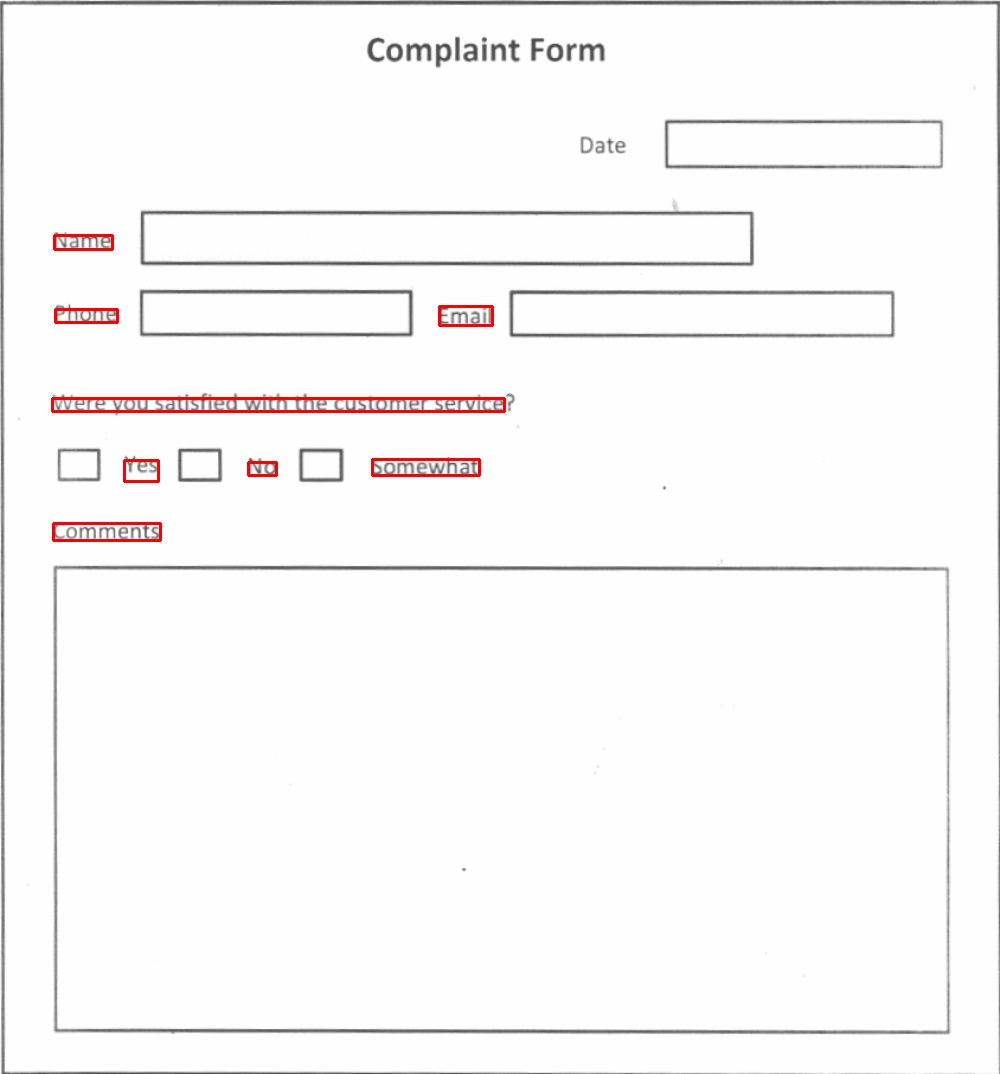 Complaint Form
Date
Name
Phone Email
Were you satisfied with the customer service?
Yes No Somewhat
Comments